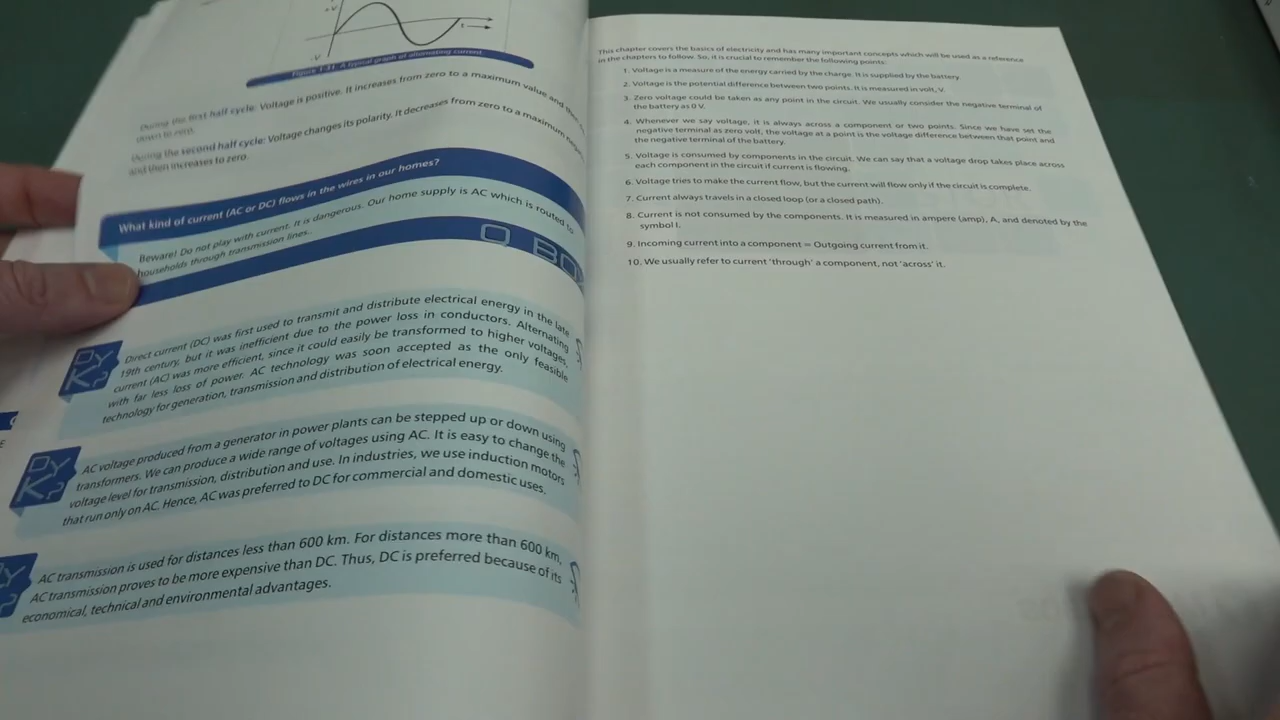 +V
t
-V
Figure 1-31. A typical graph of alternating current
During the first half cycle: Voltage is positive. It increases from zero to a maximum value and then
down to zero.
During the second half cycle: Voltage changes its polarity. It decreases from zero to a maximum
and then increases to zero.
What kind of current (AC or DC) flows in the wires in our homes?
Beware! Do not play with current. It is dangerous. Our home supply is AC which is routed to
households through transmission lines..
Q BO
Direct current (DC) was first used to transmit and distribute electrical energy in the late
19th century, but it was inefficient due to the power loss in conductors. Alternating
current (AC) was more efficient, since it could easily be transformed to higher voltages,
with far less loss of power. AC technology was soon accepted as the only feasible
technology for generation, transmission and distribution of electrical energy.
AC voltage produced from a generator in power plants can be stepped up or down using
transformers. We can produce a wide range of voltages using AC. It is easy to change the
voltage level for transmission, distribution and use. In industries, we use induction motors
that run only on AC. Hence, AC was preferred to DC for commercial and domestic uses.
AC transmission is used for distances less than 600 km. For distances more than 600 km,
AC transmission proves to be more expensive than DC. Thus, DC is preferred because of its
economical, technical and environmental advantages.
This chapter covers the basics of electricity and has many important concepts which will be used as a reference
in the chapters to follow. So, it is crucial to remember the following points:
1. Voltage is a measure of the energy carried by the charge. It is supplied by the battery.
2. Voltage is the potential difference between two points. It is measured in volt, V.
3. Zero voltage could be taken as any point in the circuit. We usually consider the negative terminal of
the battery as 0 V.
4. Whenever we say voltage, it is always across a component or two points. Since we have set the
negative terminal as zero volt, the voltage at a point is the voltage difference between that point and
the negative terminal of the battery.
5. Voltage is consumed by components in the circuit. We can say that a voltage drop takes place across
each component in the circuit if current is flowing.
6. Voltage tries to make the current flow, but the current will flow only if the circuit is complete.
7. Current always travels in a closed loop (or a closed path).
8. Current is not consumed by the components. It is measured in ampere (amp), A, and denoted by the
symbol I.
9. Incoming current into a component = Outgoing current from it.
10. We usually refer to current 'through' a component, not 'across' it.